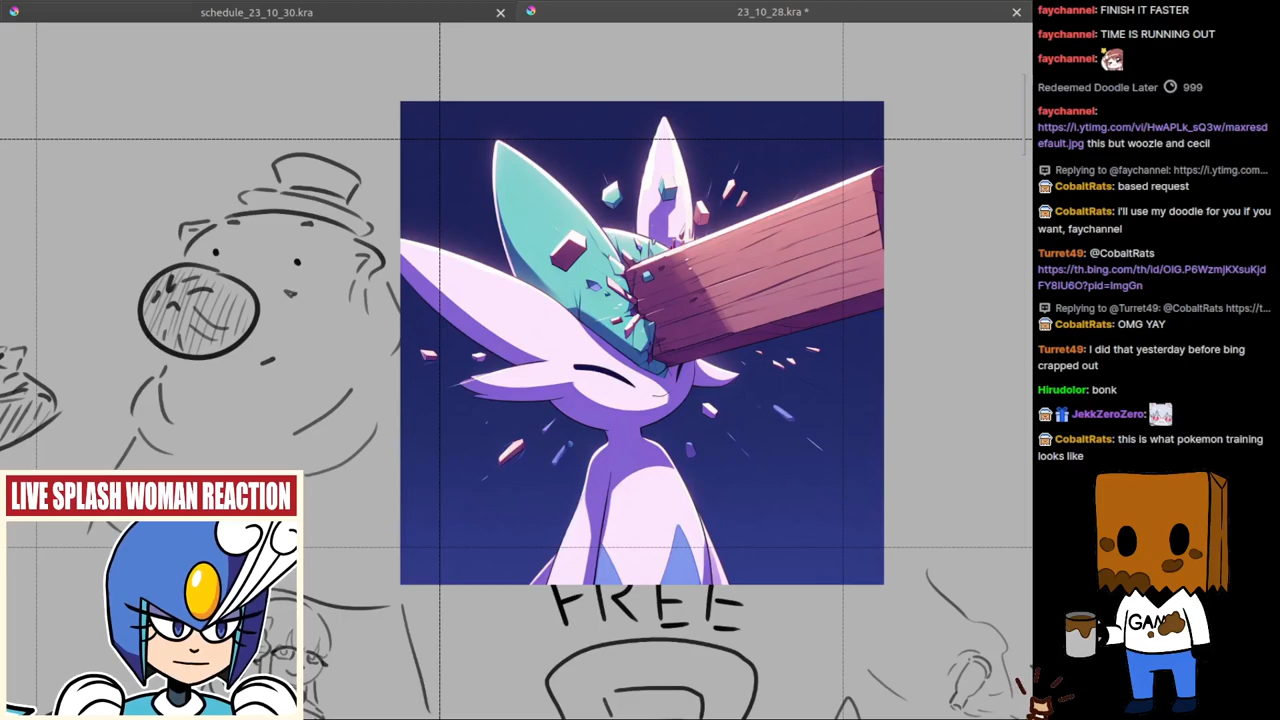 schedule_23_10_30.kra
23_10_28.kra *
faychannel: FINISH IT FASTER
faychannel: TIME IS RUNNING OUT
faychannel:
Redeemed Doodle Later 999
faychannel:
https://i.ytimg.com/vi/HwAPLk_sQ3w/maxresd
efault.jpg this but woozle and cecil
Replying to @faychannel: https://i.ytimg.com...
CobaltRats: based request
CobaltRats: i'll use my doodle for you if you
want, faychannel
Turret49: @CobaltRats
https://th.bing.com/th/id/OIG.P6WzmjKXsuKjd
FY8IU6O?pid=ImgGn
Replying to @Turret49: @CobaltRats https://t...
CobaltRats: OMG YAY
Turret49: I did that yesterday before bing
crapped out
Hirudolor: bonk
JekkZeroZero:
CobaltRats: this is what pokemon training
looks like
LIVE SPLASH WOMAN REACTION
FREE